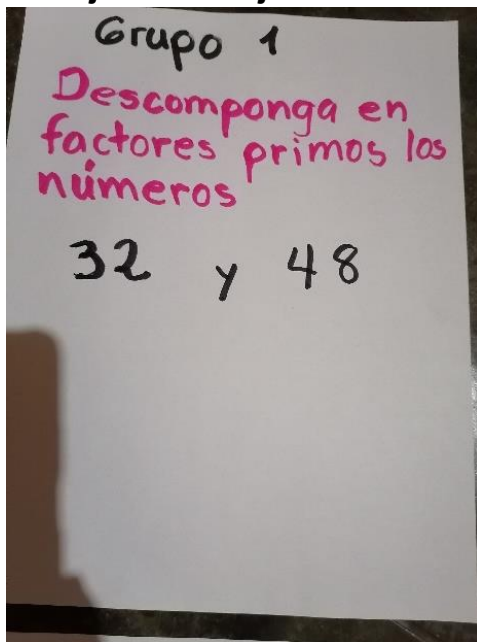 Grupo 1
Descomponga en
factores primos los
números
32 y 48